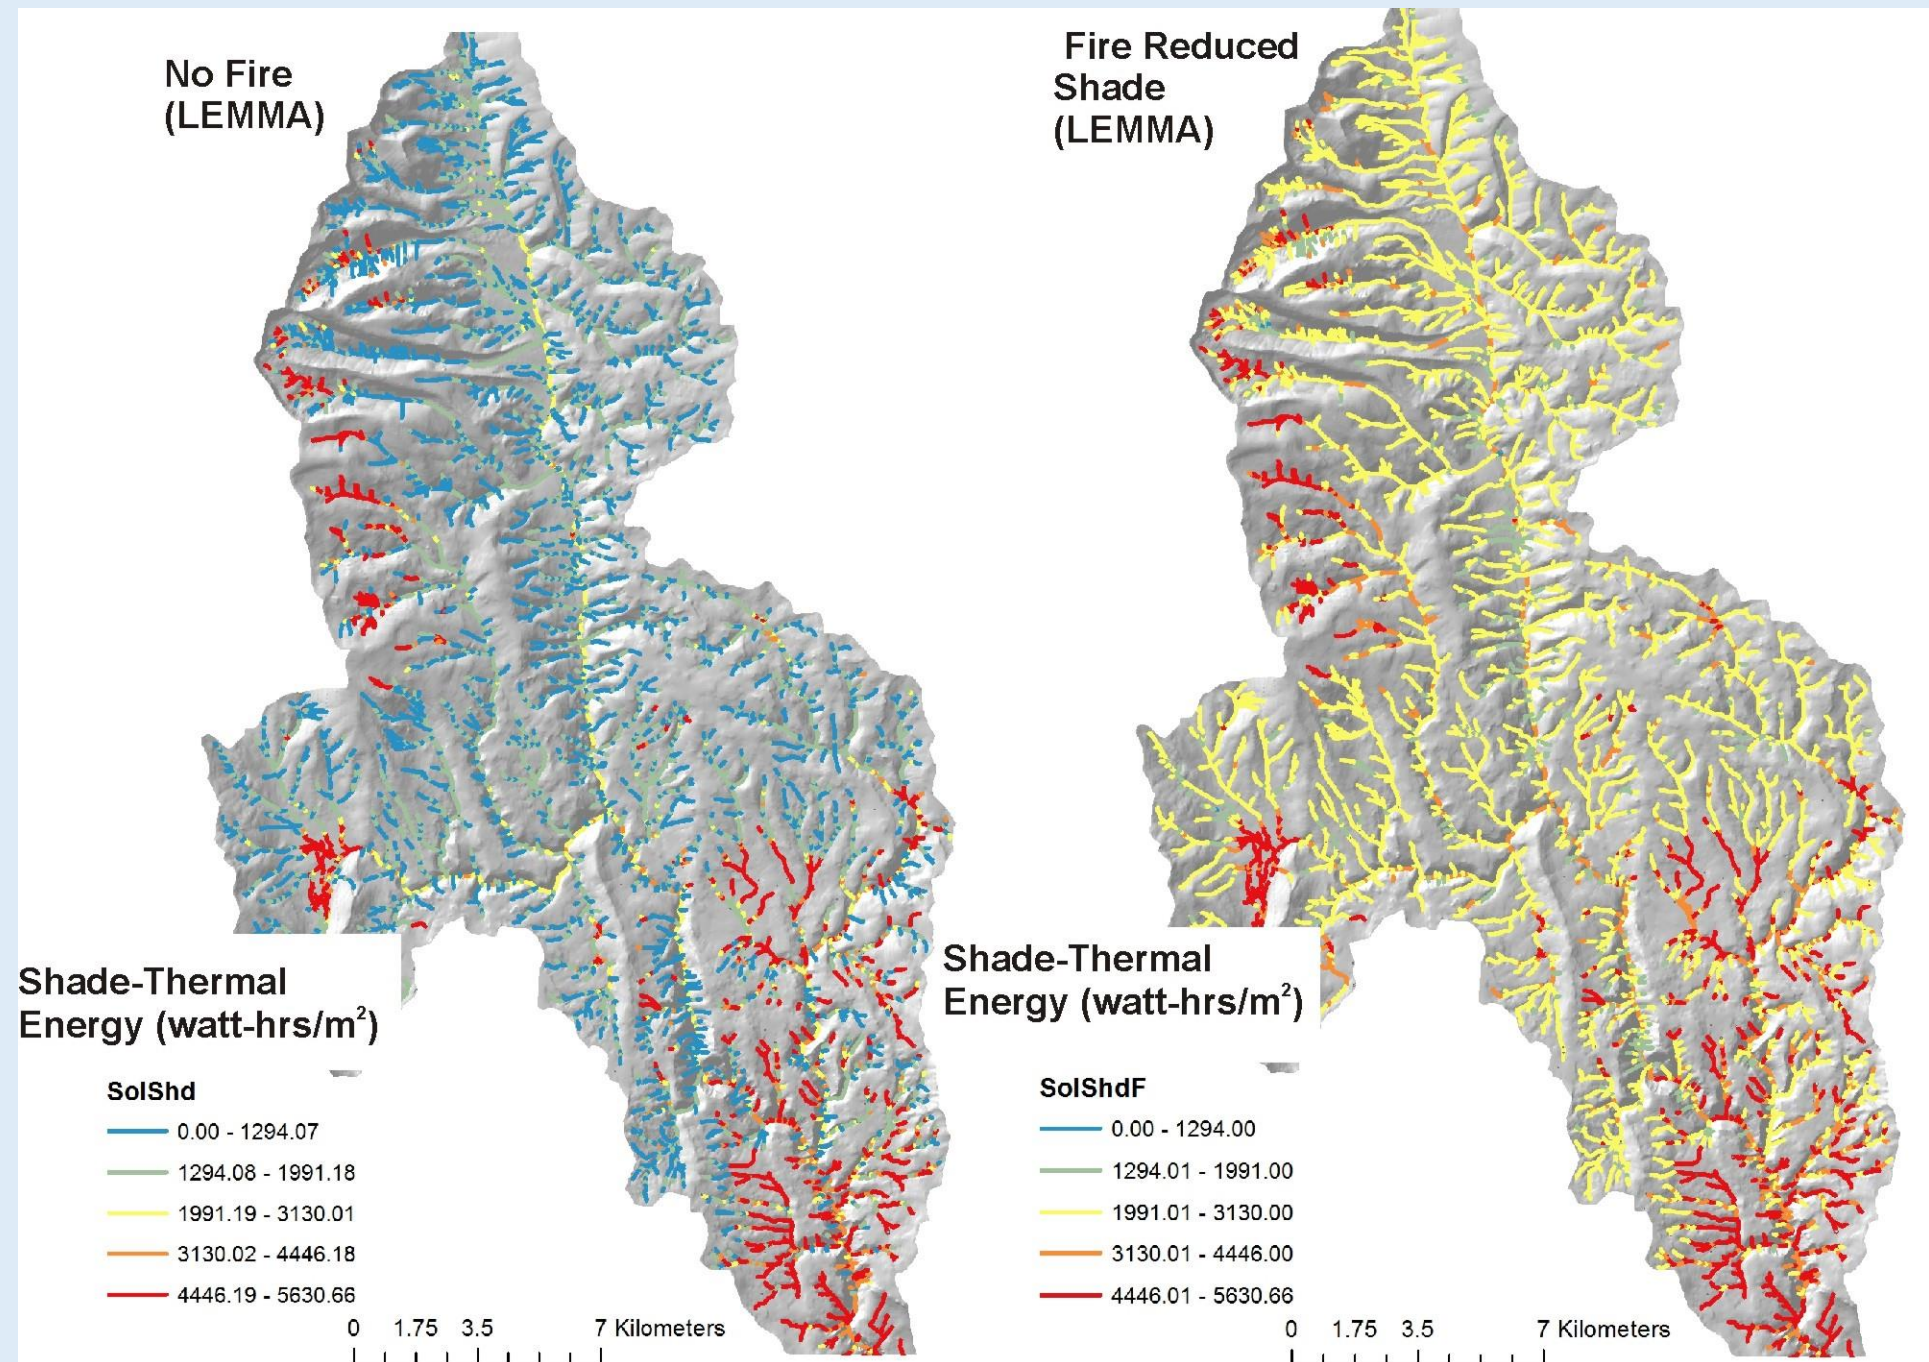 No Fire
(LEMMA)
Shade-Thermal
Energy (watt-hrs/m²)
SolShd
0.00 - 1294.07
1294.08 - 1991.18
1991.19 - 3130.01
3130.02 - 4446.18
4446.19 - 5630.66
0 1.75 3.5 7 Kilometers
Fire Reduced
Shade
(LEMMA)
Shade-Thermal
Energy (watt-hrs/m²)
SolShdF
0.00 - 1294.00
1294.01 - 1991.00
1991.01 - 3130.00
3130.01 - 4446.00
4446.01 - 5630.66
0 1.75 3.5 7 Kilometers